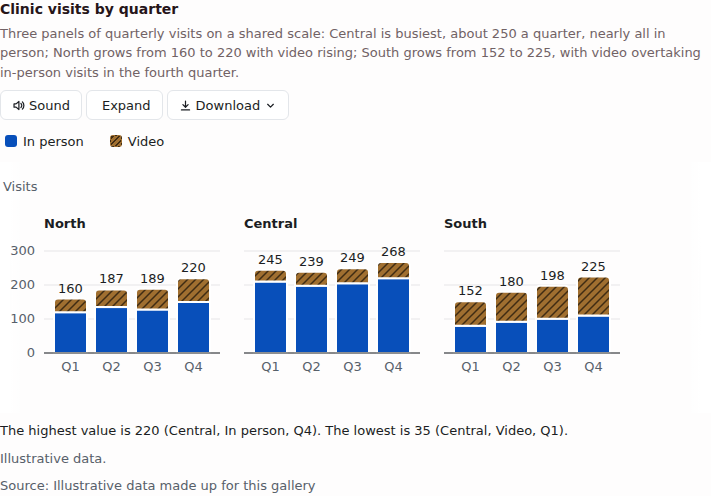 Clinic visits by quarter
Three panels of quarterly visits on a shared scale: Central is busiest, about 250 a quarter, nearly all in
person; North grows from 160 to 220 with video rising; South grows from 152 to 225, with video overtaking
in-person visits in the fourth quarter.
Sound Expand Download
In person Video
Visits
North Central South
300
200
100
0
160 187 189 220
245 239 249 268
152 180 198 225
Q1 Q2 Q3 Q4 Q1 Q2 Q3 Q4 Q1 Q2 Q3 Q4
The highest value is 220 (Central, In person, Q4). The lowest is 35 (Central, Video, Q1).
Illustrative data.
Source: Illustrative data made up for this gallery